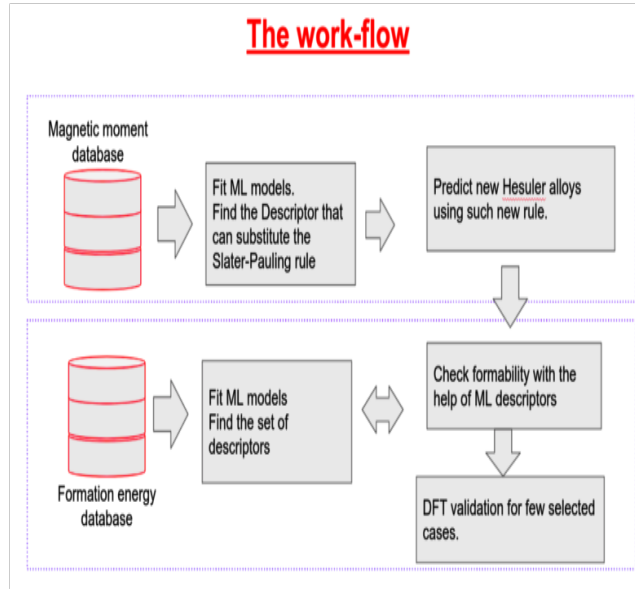 The work-flow
Magnetic moment
database
Fit ML models.
Find the Descriptor that
can substitute the
Slater-Pauling rule
Predict new Hesuler alloys
using such new rule.
Formation energy
database
Fit ML models
Find the set of
descriptors
Check formability with the
help of ML descriptors
DFT validation for few selected
cases.